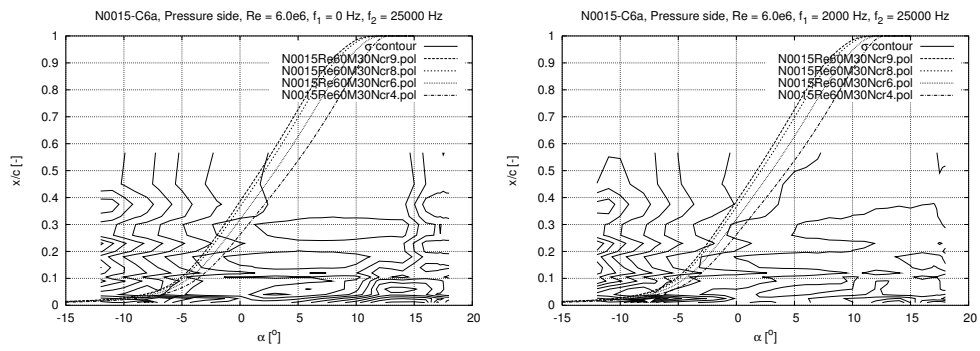 N0015-C6a, Pressure side, Re = 6.0e6, f1 = 0 Hz, f2 = 25000 Hz
1
0.9
0.8
0.7
0.6
0.5
0.4
0.3
0.2
0.1
0
x/c [-]
σ contour
N0015Re60M30Ncr9.pol
N0015Re60M30Ncr8.pol
N0015Re60M30Ncr6.pol
N0015Re60M30Ncr4.pol
-15 -10 -5 0 5 10 15 20
α [o]
N0015-C6a, Pressure side, Re = 6.0e6, f1 = 2000 Hz, f2 = 25000 Hz
1
0.9
0.8
0.7
0.6
0.5
0.4
0.3
0.2
0.1
0
x/c [-]
σ contour
N0015Re60M30Ncr9.pol
N0015Re60M30Ncr8.pol
N0015Re60M30Ncr6.pol
N0015Re60M30Ncr4.pol
-15 -10 -5 0 5 10 15 20
α [o]